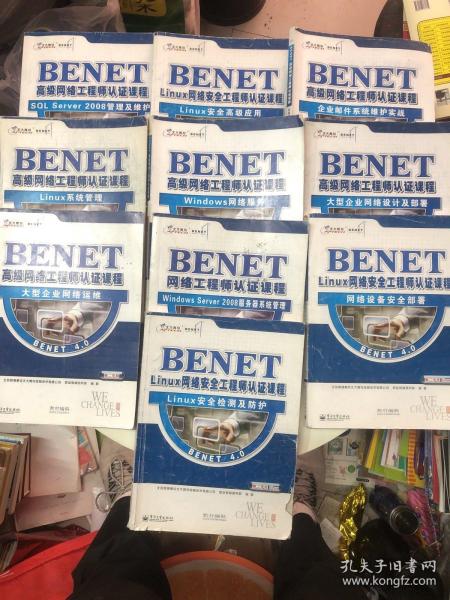 BENET
高级网络工程师认证课程
SQL Server 2008管理及维护
BENET
Linux网络安全工程师认证课程
Linux安全高级应用
BENET
高级网络工程师认证课程
企业邮件系统维护实战
BENET
高级网络工程师认证课程
Linux系统管理
BENET
高级网络工程师认证课程
Windows网络服务
BENET
高级网络工程师认证课程
大型企业网络设计及部署
BENET
高级网络工程师认证课程
大型企业网络运维
BENET 4.0
WE
CHANGE
LIVES
BENET
网络工程师认证课程
Windows Server 2008服务器系统管理
BENET
Linux网络安全工程师认证课程
网络设备安全部署
BENET 4.0
WE
CHANGE
LIVES
BENET
Linux网络安全工程师认证课程
Linux安全检测及防护
BENET 4.0
WE
CHANGE
LIVES
电子工业出版社
孔夫子旧书网
www.kongfz.com